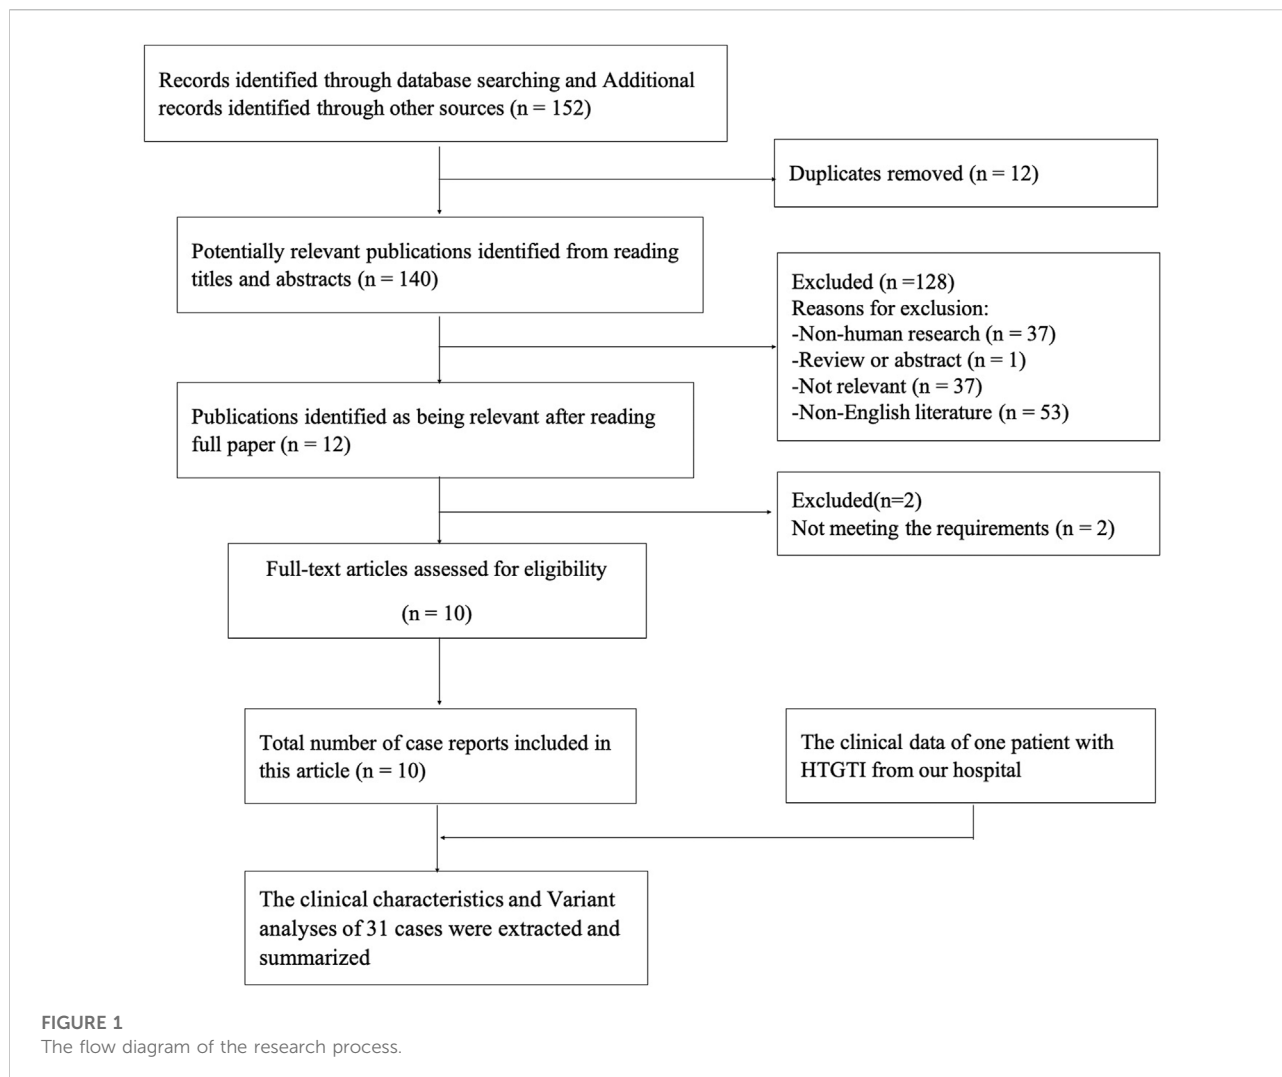 Records identified through database searching and Additional
records identified through other sources (n = 152)
Duplicates removed (n = 12)
Potentially relevant publications identified from reading
titles and abstracts (n = 140)
Excluded (n =128)
Reasons for exclusion:
-Non-human research (n = 37)
-Review or abstract (n = 1)
-Not relevant (n = 37)
-Non-English literature (n = 53)
Publications identified as being relevant after reading
full paper (n = 12)
Excluded(n=2)
Not meeting the requirements (n = 2)
Full-text articles assessed for eligibility
(n = 10)
Total number of case reports included in
this article (n = 10)
The clinical data of one patient with
HTGTI from our hospital
The clinical characteristics and Variant
analyses of 31 cases were extracted and
summarized
FIGURE 1
The flow diagram of the research process.